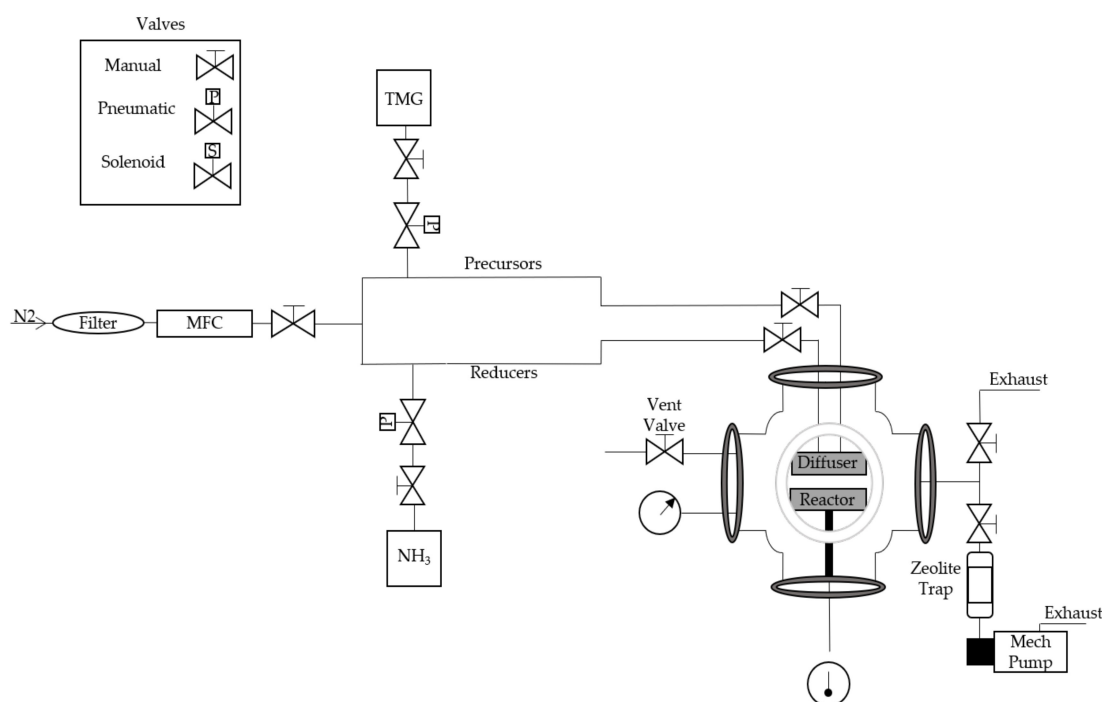 Valves
Manual
P
Pneumatic
S
Solenoid
TMG
P
Precursors
N2
Filter
MFC
Reducers
P
NH₃
Exhaust
Vent
Valve
Diffuser
Reactor
Zeolite
Trap
Exhaust
Mech
Pump